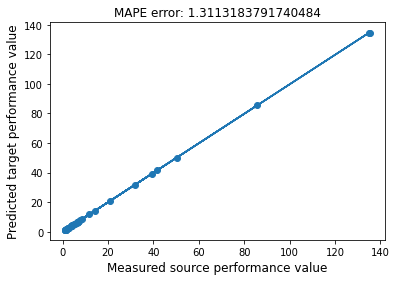 MAPE error: 1.3113183791740484
Predicted target performance value
140
120
100
80
60
40
20
0
0 20 40 60 80 100 120 140
Measured source performance value